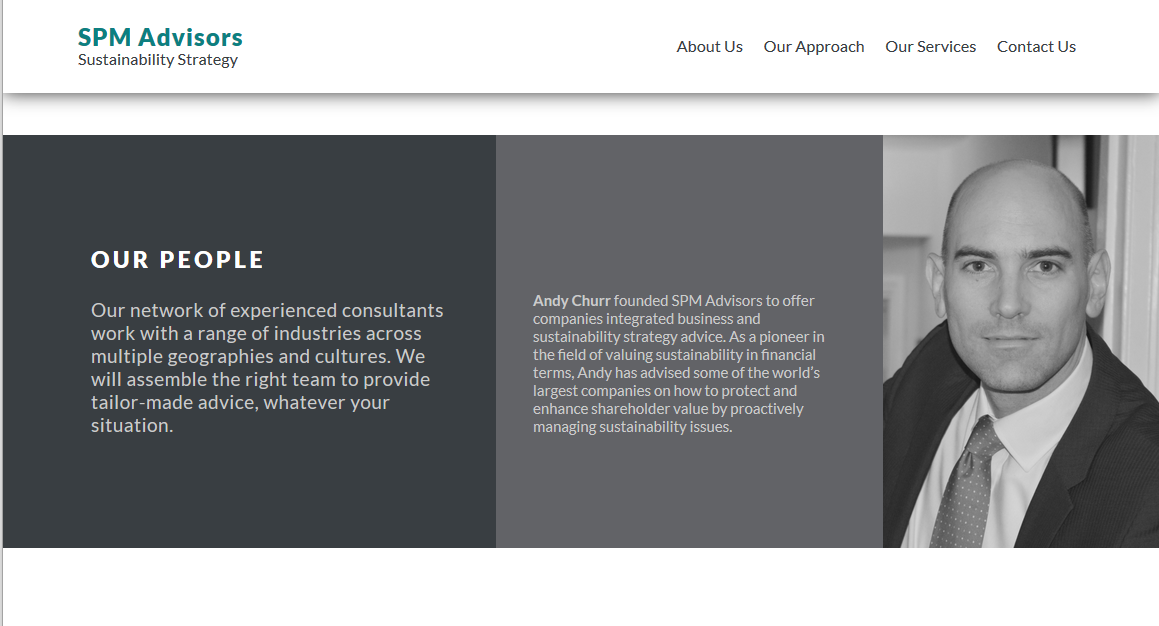 SPM Advisors
Sustainability Strategy
About Us Our Approach Our Services Contact Us
OUR PEOPLE
Our network of experienced consultants
work with a range of industries across
multiple geographies and cultures. We
will assemble the right team to provide
tailor-made advice, whatever your
situation.
Andy Churr founded SPM Advisors to offer
companies integrated business and
sustainability strategy advice. As a pioneer in
the field of valuing sustainability in financial
terms, Andy has advised some of the world’s
largest companies on how to protect and
enhance shareholder value by proactively
managing sustainability issues.